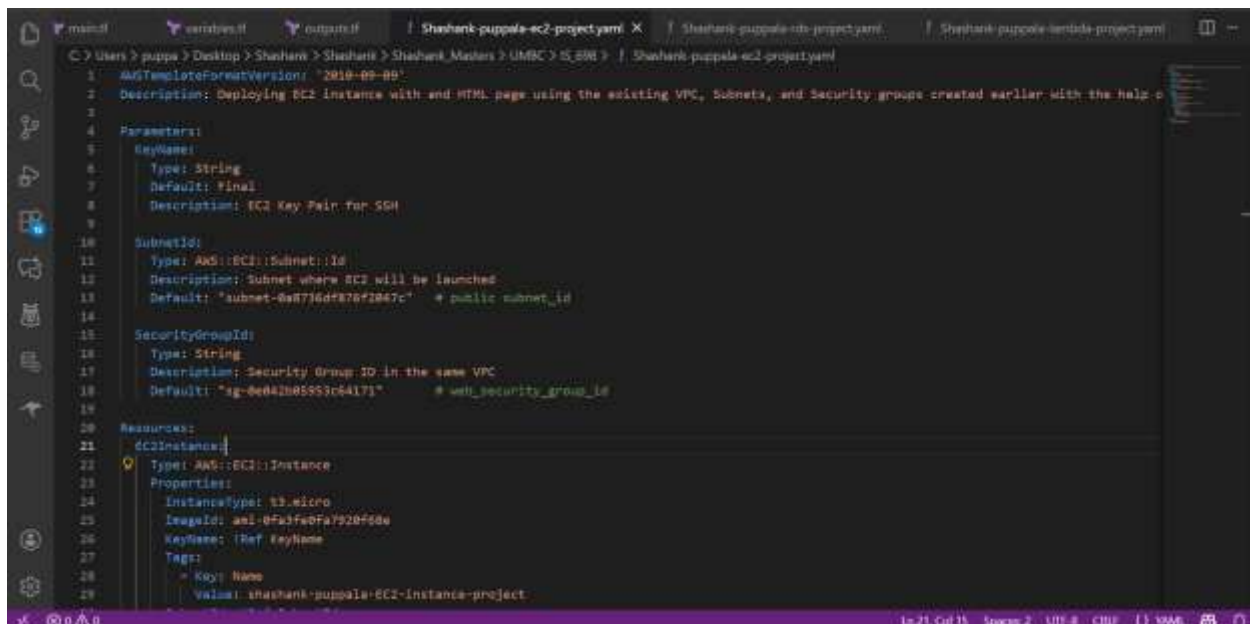 main.tf variables.tf outputs.tf Shashank-puppala-ec2-project.yaml Shashank-puppala-rds-project.yaml Shashank-puppala-lambda-project.yaml
C: > Users > puppa > Desktop > Shashank > Shashank > Shashank_Masters > UMBC > IS_698 > Shashank-puppala-ec2-project.yaml
1 AWSTemplateFormatVersion: '2010-09-09'
2 Description: Deploying EC2 instance with and HTML page using the existing VPC, Subnets, and Security groups created earlier with the help o
3
4 Parameters:
5 KeyName:
6 Type: String
7 Default: Final
8 Description: EC2 Key Pair for SSH
9
10 SubnetId:
11 Type: AWS::EC2::Subnet::Id
12 Description: Subnet where EC2 will be launched
13 Default: # public subnet_id
14
15 SecurityGroupId:
16 Type: String
17 Description: Security Group ID in the same VPC
18 Default: "sg-0e042b05953c64171" # web_security_group_id
19
20 Resources:
21 EC2Instance:
22 Type: AWS::EC2::Instance
23 Properties:
24 InstanceType: t3.micro
25 ImageId: ami-0fa3fe0fa7920f68e
26 KeyName: !Ref KeyName
27 Tags:
28 - Key: Name
29 Value: shashank-puppala-EC2-instance-project
0 0 Ln 21, Col 15 Spaces: 2 UTF-8 CRLF {} YAML